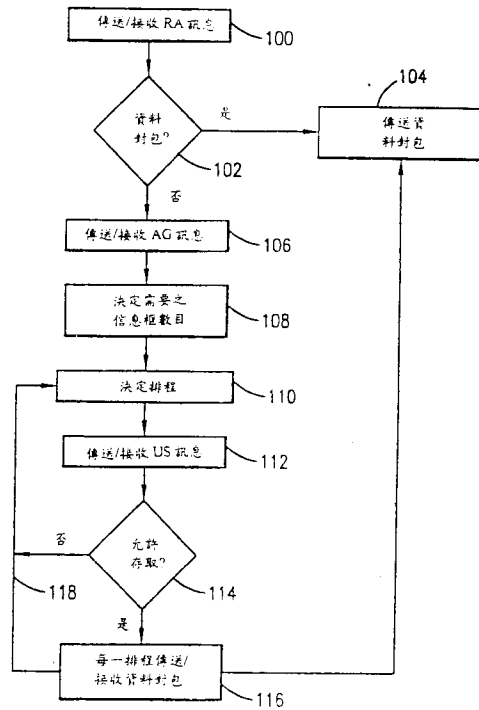 傳送/接收 RA 訊息
100
資料
封包?
102
是
104
傳送資
料封包
否
傳送/接收 AG 訊息
106
決定需要之
信息框數目
108
決定排程
110
傳送/接收 US 訊息
112
否
允許
存取?
114
118
是
每一排程傳送/
接收資料封包
116